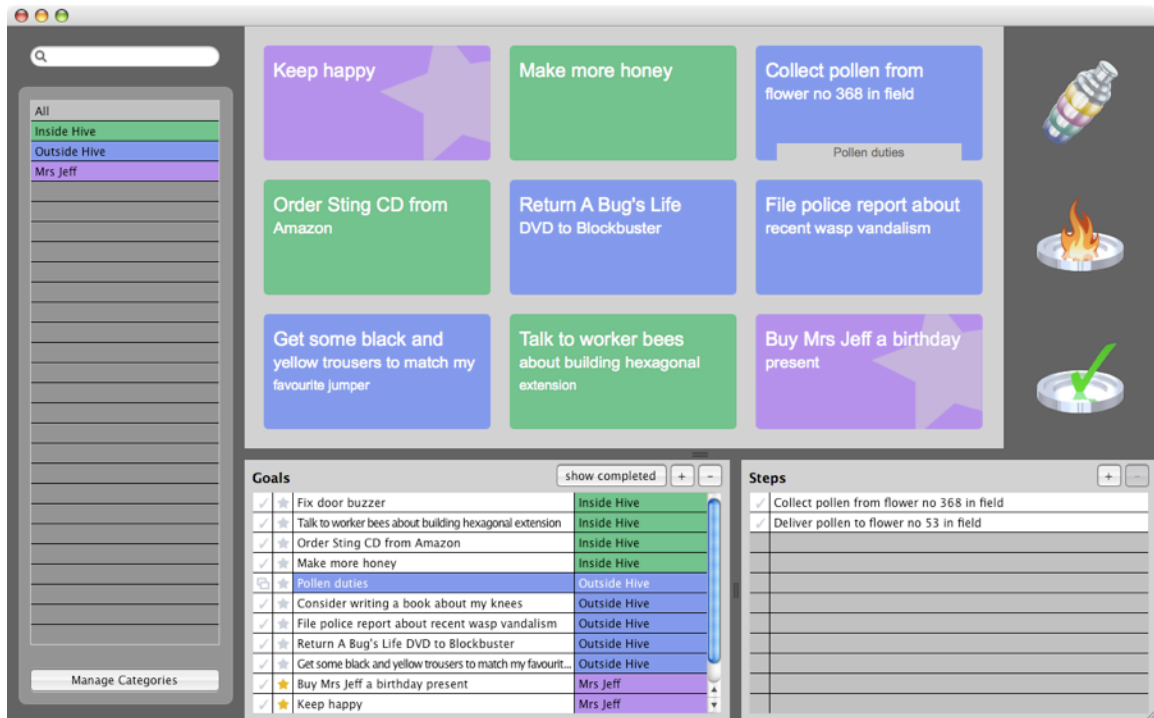 All
Inside Hive
Outside Hive
Mrs Jeff
Manage Categories
Keep happy
Make more honey
Collect pollen from
flower no 368 in field
Pollen duties
Order Sting CD from
Amazon
Return A Bug's Life
DVD to Blockbuster
File police report about
recent wasp vandalism
Get some black and
yellow trousers to match my
favourite jumper
Talk to worker bees
about building hexagonal
extension
Buy Mrs Jeff a birthday
present
Goals
show completed
+
-
Fix door buzzer Inside Hive
Talk to worker bees about building hexagonal extension Inside Hive
Order Sting CD from Amazon Inside Hive
Make more honey Inside Hive
Pollen duties Outside Hive
Consider writing a book about my knees Outside Hive
File police report about recent wasp vandalism Outside Hive
Return A Bug's Life DVD to Blockbuster Outside Hive
Get some black and yellow trousers to match my favourit... Outside Hive
Buy Mrs Jeff a birthday present Mrs Jeff
Keep happy Mrs Jeff
Steps
+
-
Collect pollen from flower no 368 in field
Deliver pollen to flower no 53 in field